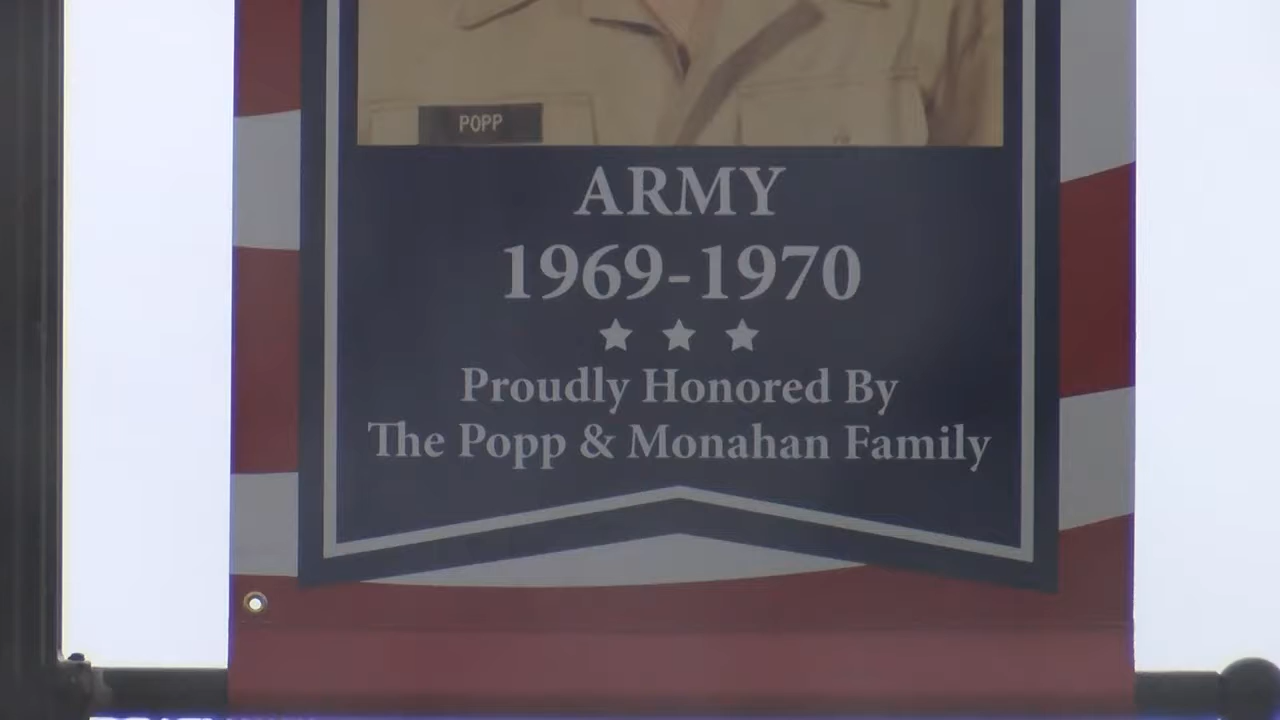 POPP
ARMY
1969-1970
Proudly Honored By
The Popp & Monahan Family